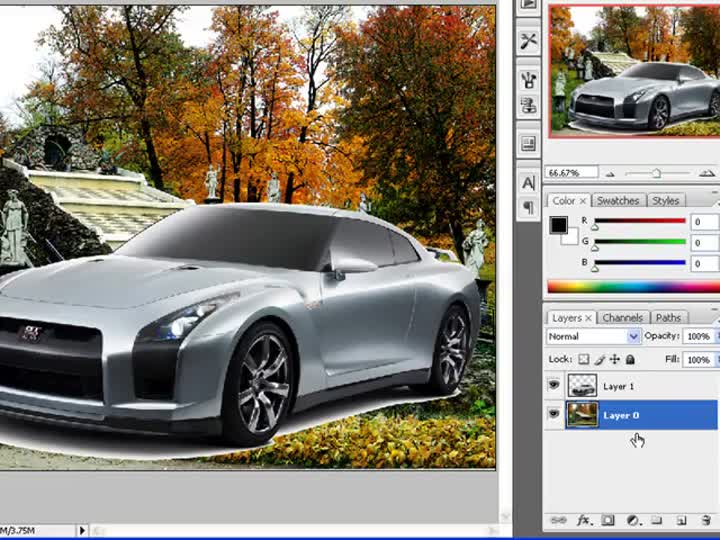 66.67%
Color × Swatches Styles
R 0
G 0
B 0
Layers × Channels Paths
Normal Opacity: 100%
Lock: Fill: 100%
Layer 1
Layer 0
fx.
M/3.75M
A
¶